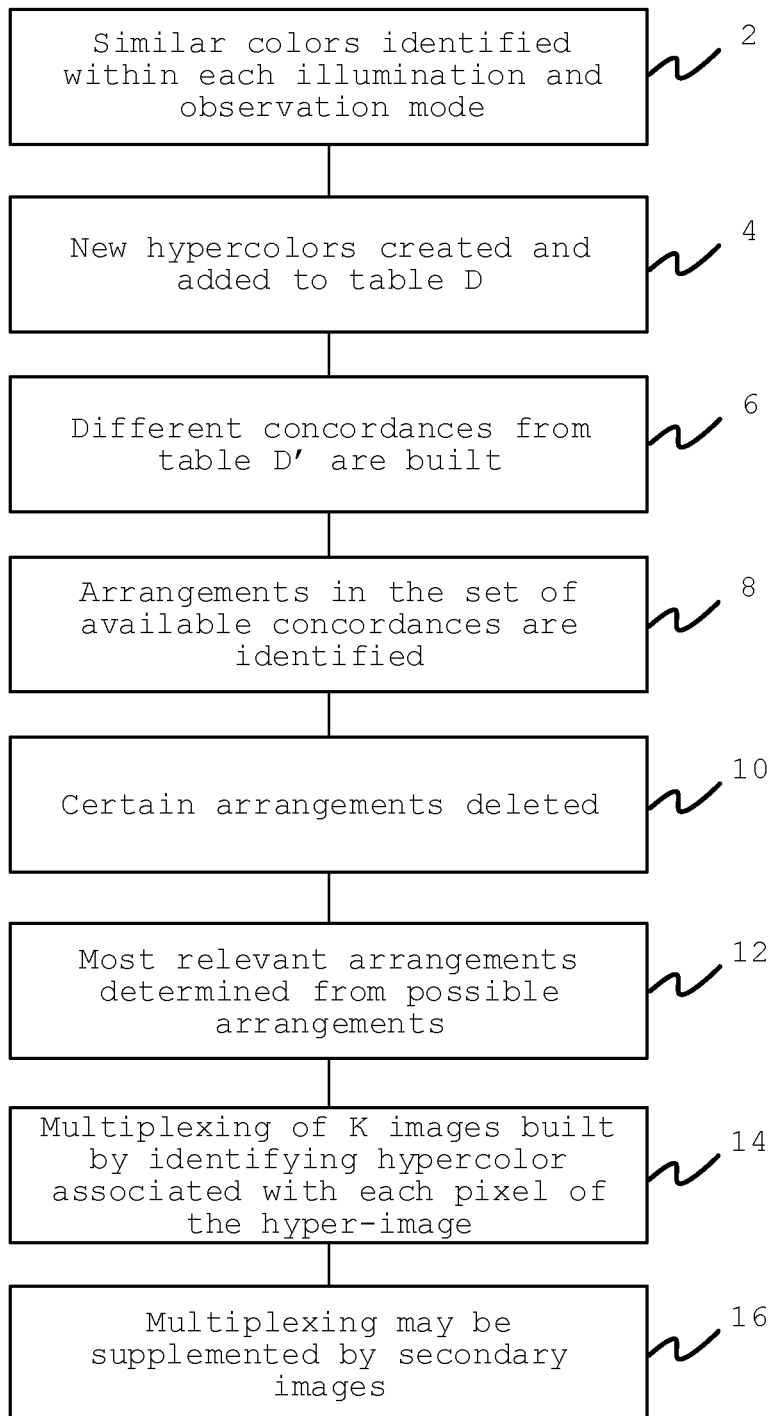 Similar colors identified
within each illumination and
observation mode
2
New hypercolors created and
added to table D
4
Different concordances from
table D' are built
6
Arrangements in the set of
available concordances are
identified
8
Certain arrangements deleted
10
Most relevant arrangements
determined from possible
arrangements
12
Multiplexing of K images built
by identifying hypercolor
associated with each pixel of
the hyper-image
14
Multiplexing may be
supplemented by secondary
images
16